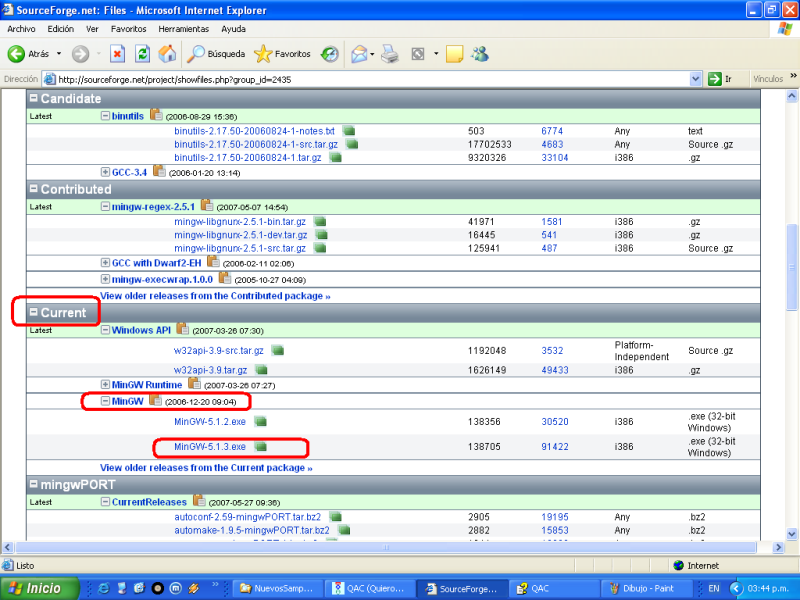 SourceForge.net: Files - Microsoft Internet Explorer
Archivo Edición Ver Favoritos Herramientas Ayuda
Atrás Búsqueda Favoritos
Dirección http://sourceforge.net/project/showfiles.php?group_id=2435 Ir Vínculos »
Candidate
Latest binutils (2006-08-29 15:36)
binutils-2.17.50-20060824-1-notes.txt 503 6774 Any text
binutils-2.17.50-20060824-1-src.tar.gz 17702533 4683 Any Source .gz
binutils-2.17.50-20060824-1.tar.gz 9320326 33104 i386 .gz
GCC-3.4 (2006-01-20 13:14)
Contributed
Latest mingw-regex-2.5.1 (2007-05-07 14:54)
mingw-libgnurx-2.5.1-bin.tar.gz 41971 1581 i386 .gz
mingw-libgnurx-2.5.1-dev.tar.gz 16445 541 i386 .gz
mingw-libgnurx-2.5.1-src.tar.gz 125941 487 i386 Source .gz
GCC with Dwarf2-EH (2006-02-11 02:06)
mingw-execwrap.1.0.0 (2005-10-27 04:09)
View older releases from the Contributed package »
Current
Latest Windows API (2007-03-26 07:30)
w32api-3.9-src.tar.gz 1192048 3532 Platform-Independent Source .gz
w32api-3.9.tar.gz 1626149 49433 i386 .gz
MinGW Runtime (2007-03-26 07:27)
MinGW (2006-12-20 09:04)
MinGW-5.1.2.exe 138356 30520 i386 .exe (32-bit Windows)
MinGW-5.1.3.exe 138705 91422 i386 .exe (32-bit Windows)
View older releases from the Current package »
mingwPORT
Latest CurrentReleases (2007-05-27 09:36)
autoconf-2.59-mingwPORT.tar.bz2 2905 19195 Any .bz2
automake-1.9.5-mingwPORT.tar.bz2 2882 15853 Any .bz2
Listo Internet
Inicio » NuevosSamp... QAC (Quiero... SourceForge... QAC Dibujo - Paint EN 03:44 p.m.